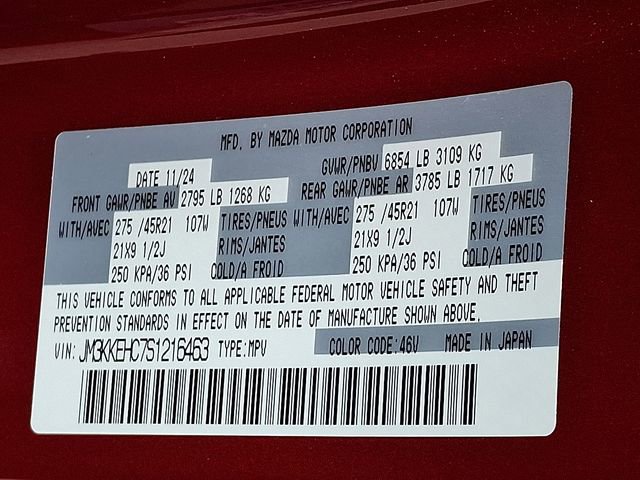 MFD. BY MAZDA MOTOR CORPORATION
DATE 11/24 GVWR/PNBV 6854 LB 3109 KG
FRONT GAWR/PNBE AV 2795 LB 1268 KG REAR GAWR/PNBE AR 3785 LB 1717 KG
WITH/AVEC 275 /45R21 107W TIRES/PNEUS WITH/AVEC 275 /45R21 107W TIRES/PNEUS
21X9 1/2J RIMS/JANTES 21X9 1/2J RIMS/JANTES
250 KPA/36 PSI COLD/A FROID 250 KPA/36 PSI COLD/A FROID
THIS VEHICLE CONFORMS TO ALL APPLICABLE FEDERAL MOTOR VEHICLE SAFETY AND THEFT
PREVENTION STANDARDS IN EFFECT ON THE DATE OF MANUFACTURE SHOWN ABOVE.
VIN: JM3KKEHC7S1216463 TYPE:MPV COLOR CODE:46V MADE IN JAPAN